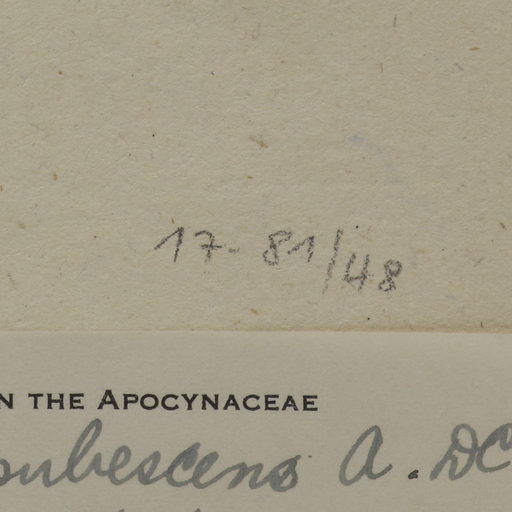 17-81/48
N THE APOCYNACEAE
pubescens A. DC